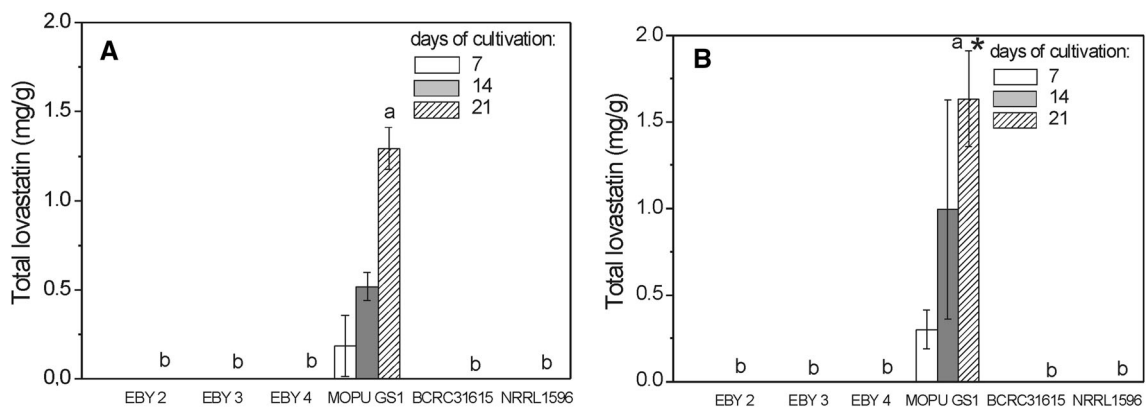 A
days of cultivation:
7
14
21
Total lovastatin (mg/g)
2.0
1.5
1.0
0.5
0.0
a
b b b b b
EBY 2 EBY 3 EBY 4 MOPU GS1 BCRC31615 NRRL1596
B
days of cultivation:
7
14
21
Total lovastatin (mg/g)
2.0
1.5
1.0
0.5
0.0
a *
b b b b b
EBY 2 EBY 3 EBY 4 MOPU GS1 BCRC31615 NRRL1596